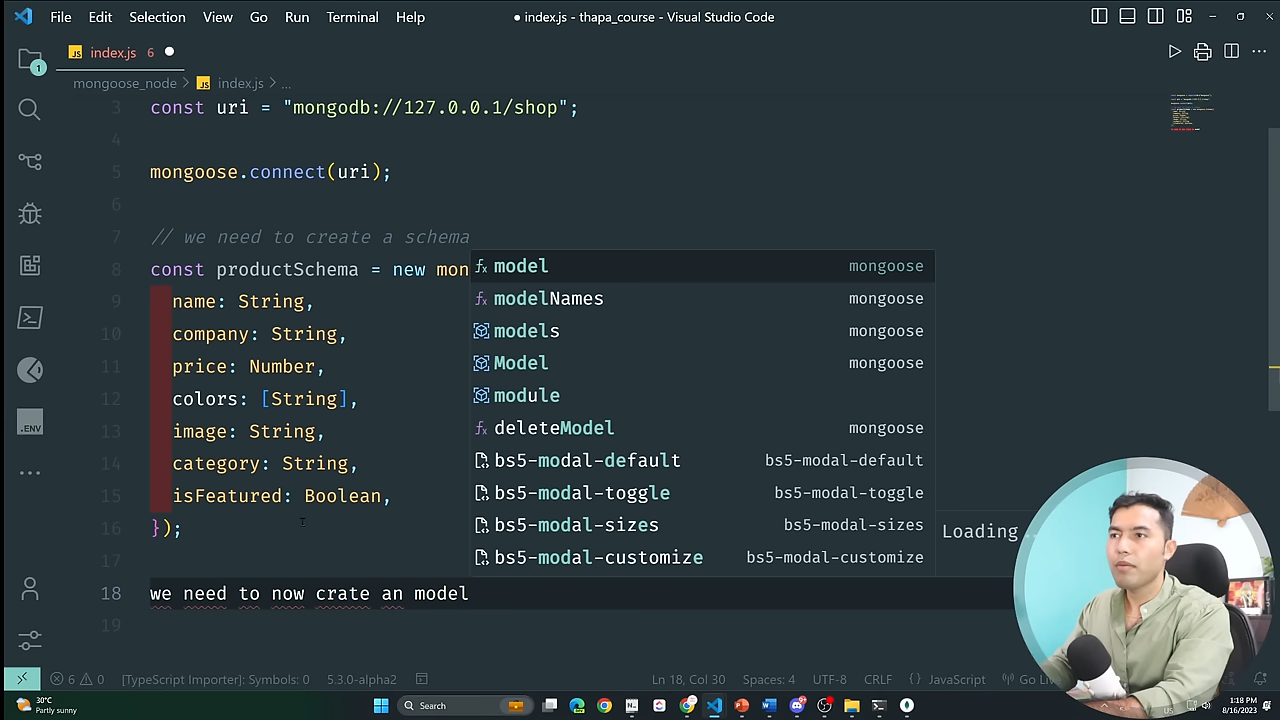 File Edit Selection View Go Run Terminal Help
● index.js - thapa_course - Visual Studio Code
JS index.js 6 ●
mongoose_node > JS index.js > ...
1
3 const uri = "mongodb://127.0.0.1/shop";
4
5 mongoose.connect(uri);
6
7 // we need to create a schema
8 const productSchema = new mon
9 name: String,
10 company: String,
11 price: Number,
12 colors: [String],
13 image: String,
14 category: String,
15 isFeatured: Boolean,
16 });
17
18 we need to now crate an model
19
model mongoose
modelNames mongoose
models mongoose
Model mongoose
module
deleteModel mongoose
bs5-modal-default bs5-modal-default
bs5-modal-toggle bs5-modal-toggle
bs5-modal-sizes bs5-modal-sizes
bs5-modal-customize bs5-modal-customize
Loading
.ENV
6 0 [TypeScript Importer]: Symbols: 0 5.3.0-alpha2
Ln 18, Col 30 Spaces: 4 UTF-8 CRLF {} JavaScript Go Li
30°C
Partly sunny
Search
US
1:18 PM
8/16/2023